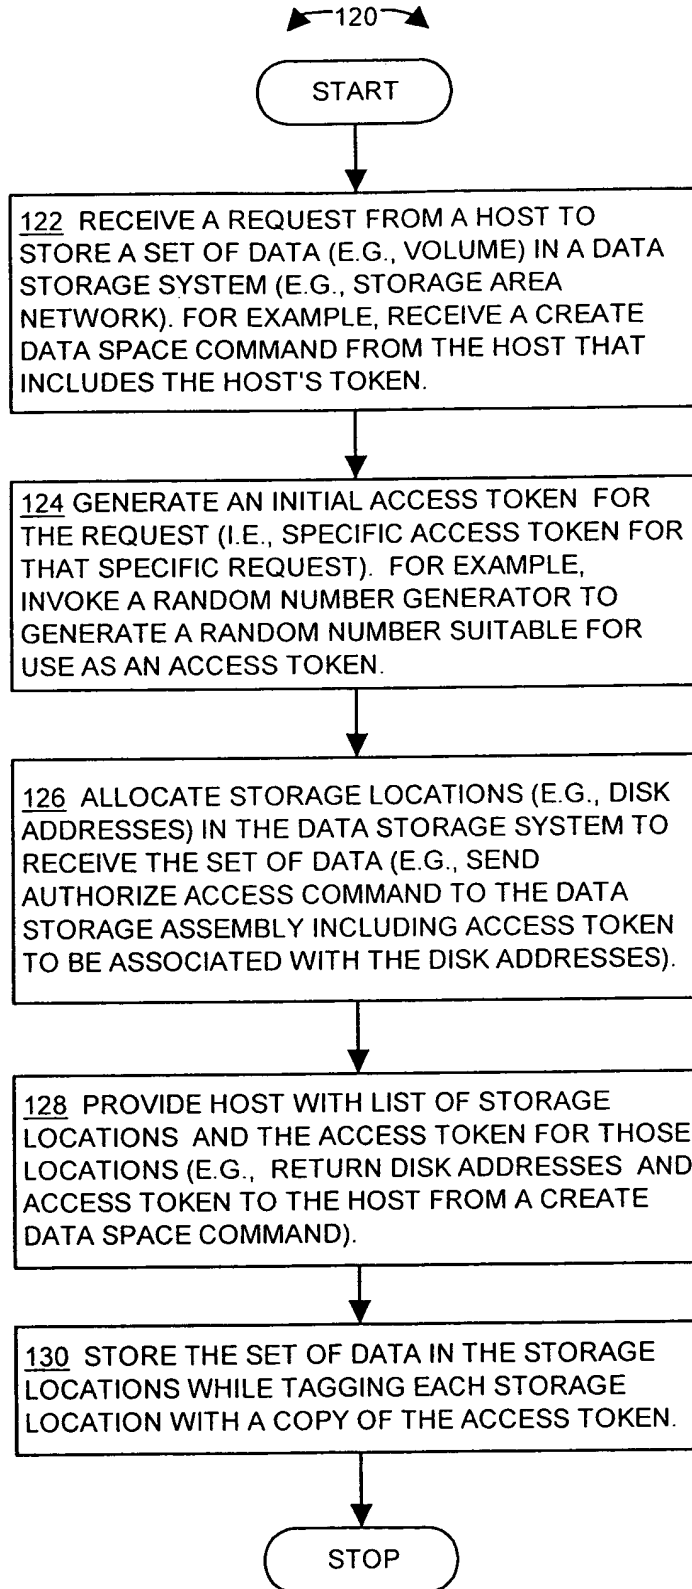 120
START
122 RECEIVE A REQUEST FROM A HOST TO
STORE A SET OF DATA (E.G., VOLUME) IN A DATA
STORAGE SYSTEM (E.G., STORAGE AREA
NETWORK). FOR EXAMPLE, RECEIVE A CREATE
DATA SPACE COMMAND FROM THE HOST THAT
INCLUDES THE HOST'S TOKEN.
124 GENERATE AN INITIAL ACCESS TOKEN FOR
THE REQUEST (I.E., SPECIFIC ACCESS TOKEN FOR
THAT SPECIFIC REQUEST). FOR EXAMPLE,
INVOKE A RANDOM NUMBER GENERATOR TO
GENERATE A RANDOM NUMBER SUITABLE FOR
USE AS AN ACCESS TOKEN.
126 ALLOCATE STORAGE LOCATIONS (E.G., DISK
ADDRESSES) IN THE DATA STORAGE SYSTEM TO
RECEIVE THE SET OF DATA (E.G., SEND
AUTHORIZE ACCESS COMMAND TO THE DATA
STORAGE ASSEMBLY INCLUDING ACCESS TOKEN
TO BE ASSOCIATED WITH THE DISK ADDRESSES).
128 PROVIDE HOST WITH LIST OF STORAGE
LOCATIONS AND THE ACCESS TOKEN FOR THOSE
LOCATIONS (E.G., RETURN DISK ADDRESSES AND
ACCESS TOKEN TO THE HOST FROM A CREATE
DATA SPACE COMMAND).
130 STORE THE SET OF DATA IN THE STORAGE
LOCATIONS WHILE TAGGING EACH STORAGE
LOCATION WITH A COPY OF THE ACCESS TOKEN.
STOP